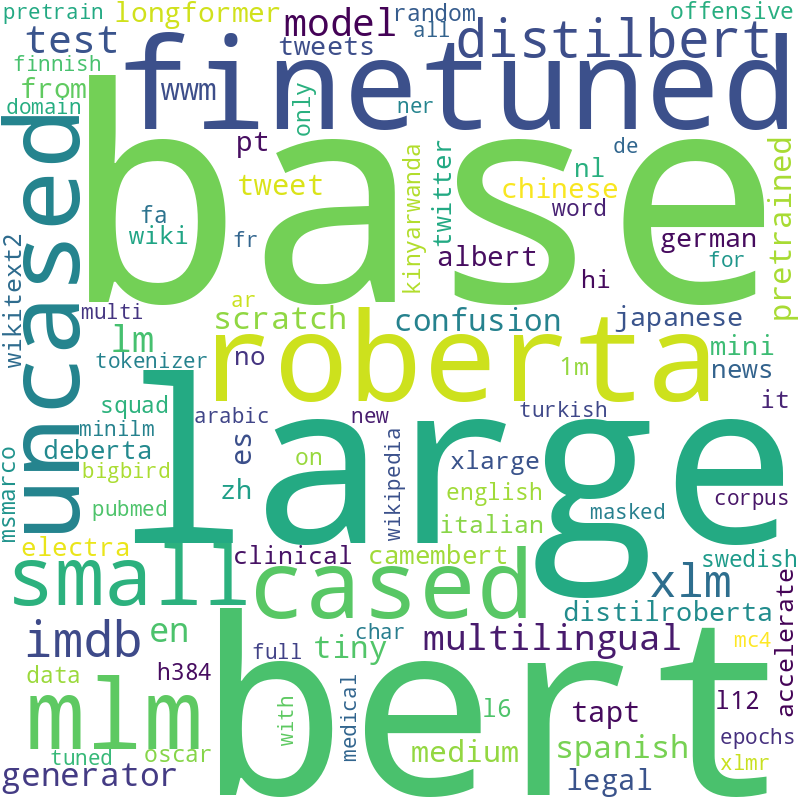 pretrain longformer model random offensive
test finetuned tweets all distilbert
finnish
from wwm only ner
domain
uncased base
pt twitter de pretrained
tweet kinyarwanda nl chinese
fa word
wiki fr albert german
hi for
wikitext2 ar
multi scratch confusion japanese
lm roberta mini
tokenizer no 1m news
squad arabic new turkish it
minilm
deberta es large wikipedia xlarge
bigbird on
msmarco zh english masked corpus
pubmed italian
electra clinical camembert swedish
small cased xlm
distilroberta accelerate
imdb en char multilingual mc4
tiny
data h384 full bert
mlm medical with l6 tapt l12
tuned oscar medium spanish epochs
xlmr
generator legal